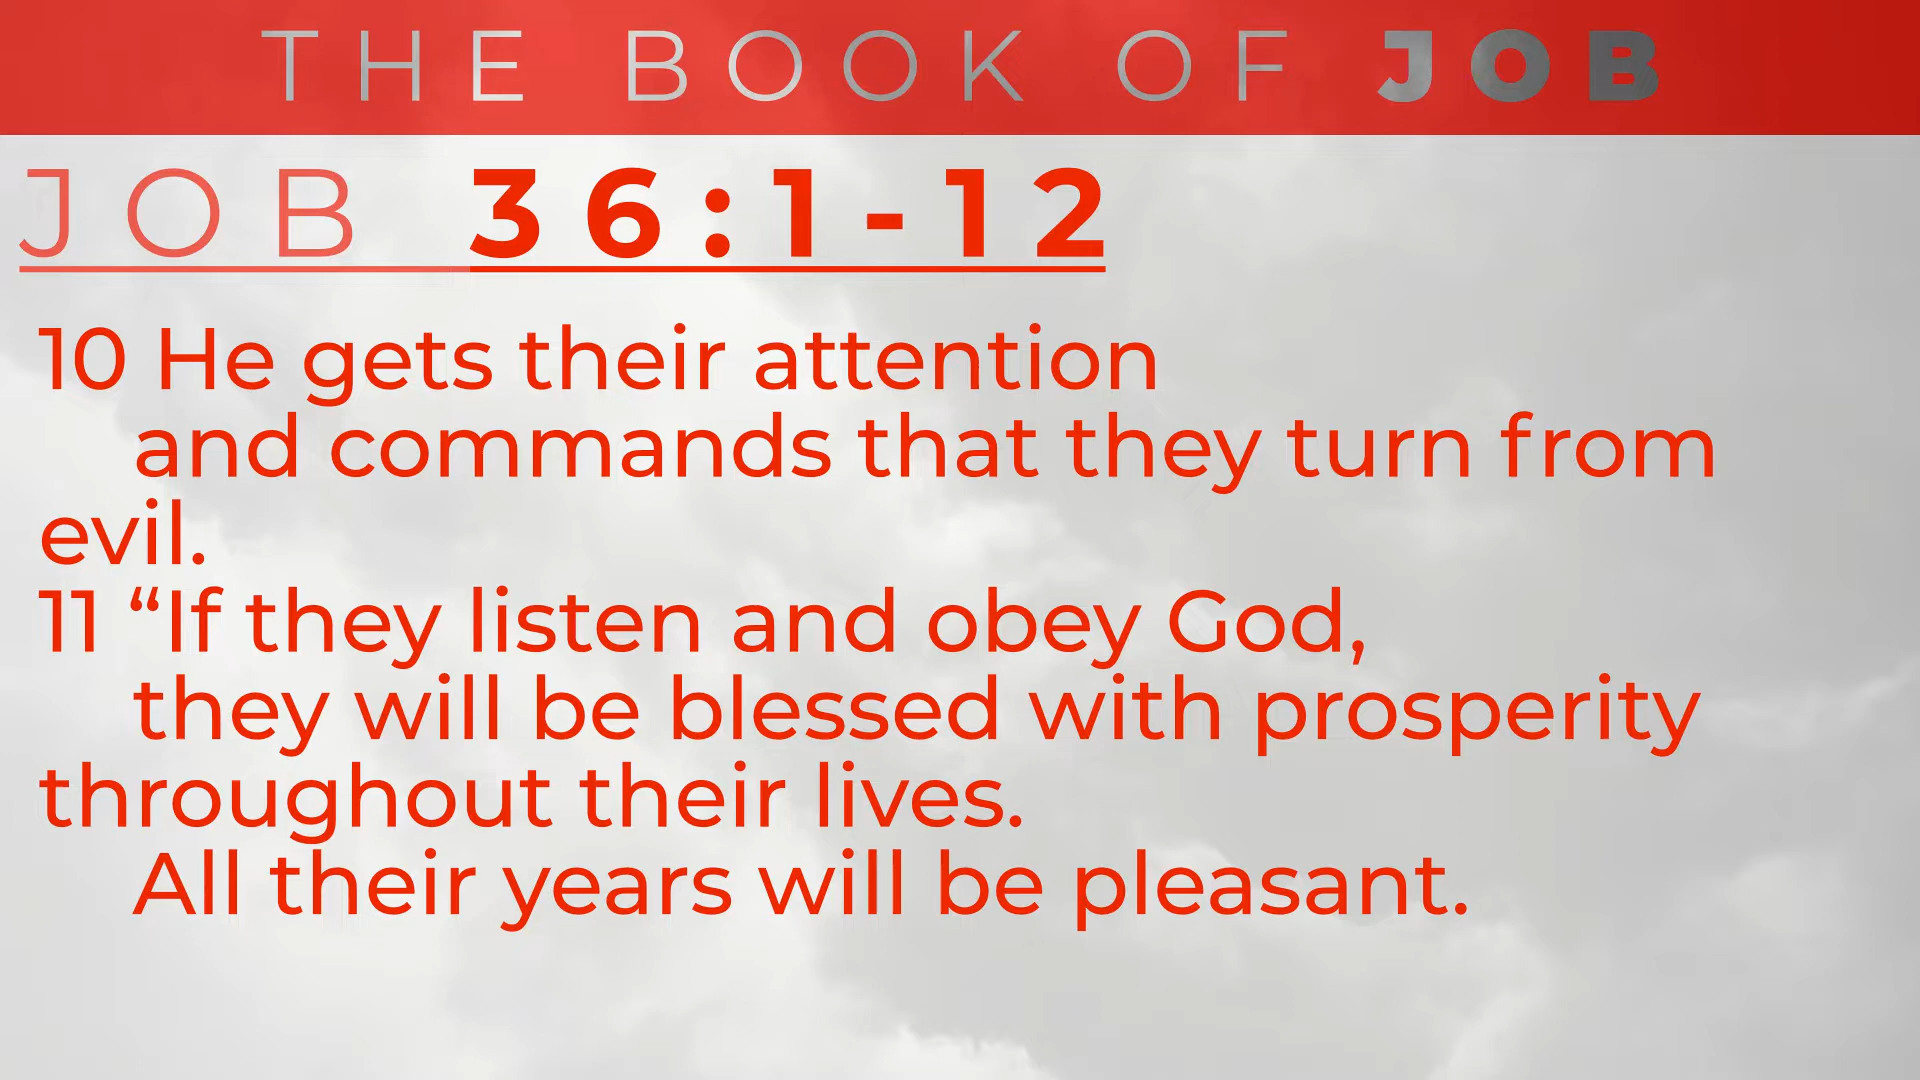 THE BOOK OF JOB
JOB 36:1-12
10 He gets their attention
and commands that they turn from
evil.
11 “If they listen and obey God,
they will be blessed with prosperity
throughout their lives.
All their years will be pleasant.